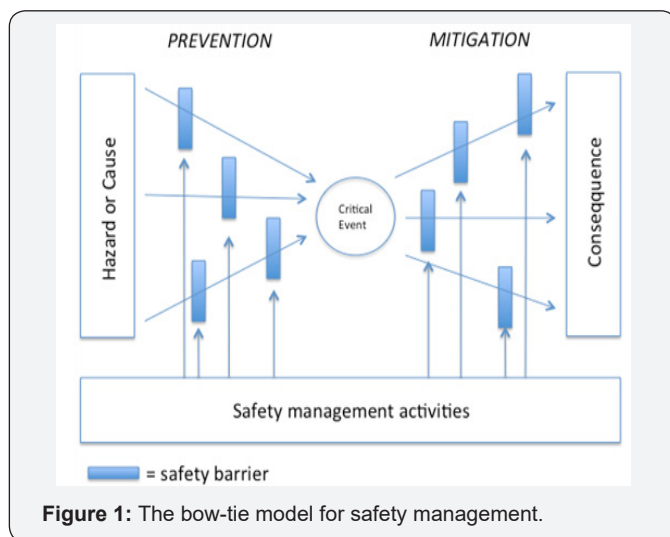 PREVENTION
MITIGATION
Hazard or Cause
Critical
Event
Conseqquence
Safety management activities
= safety barrier
Figure 1: The bow-tie model for safety management.